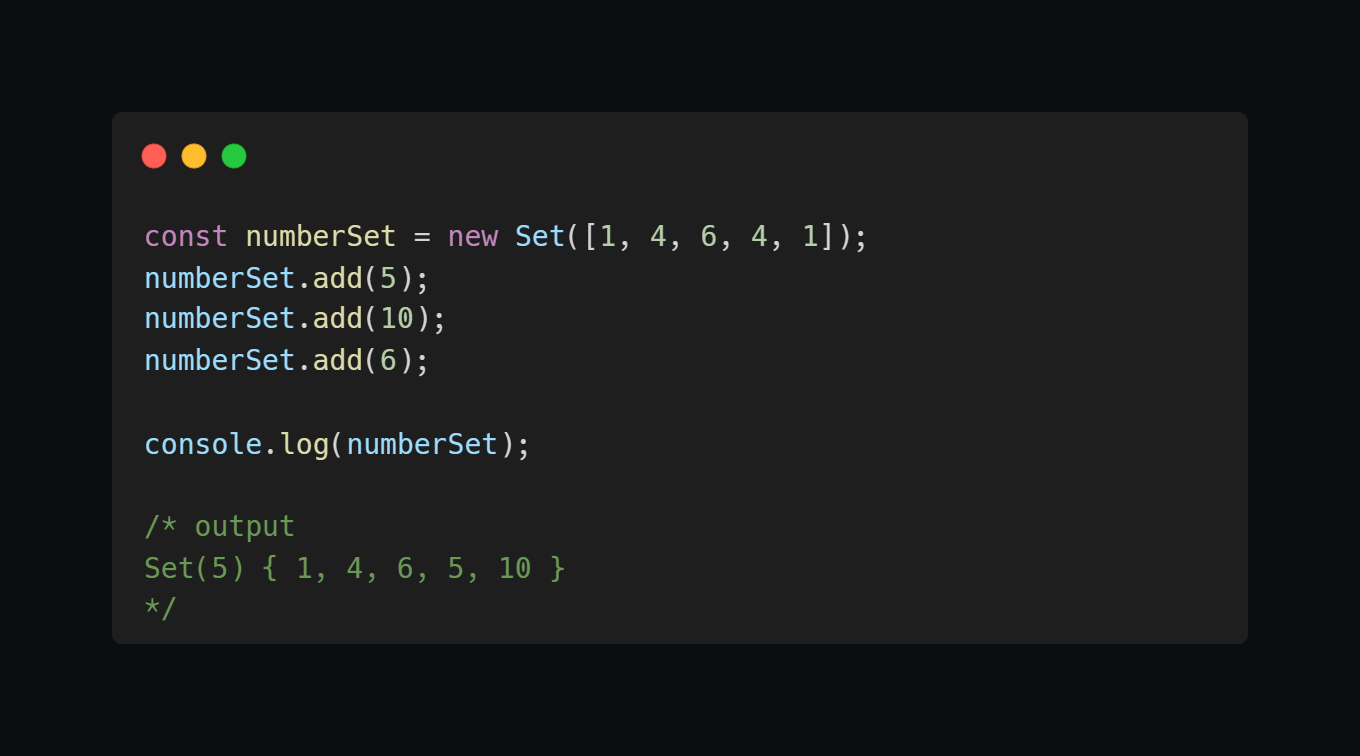 const numberSet = new Set([1, 4, 6, 4, 1]);
numberSet.add(5);
numberSet.add(10);
numberSet.add(6);
console.log(numberSet);
/* output
Set(5) { 1, 4, 6, 5, 10 }
*/